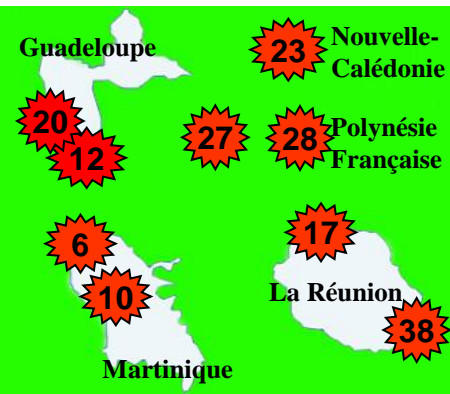 Guadeloupe
23 Nouvelle-
Calédonie
20
12
27
28 Polynésie
Française
6
10
17
La Réunion
38
Martinique